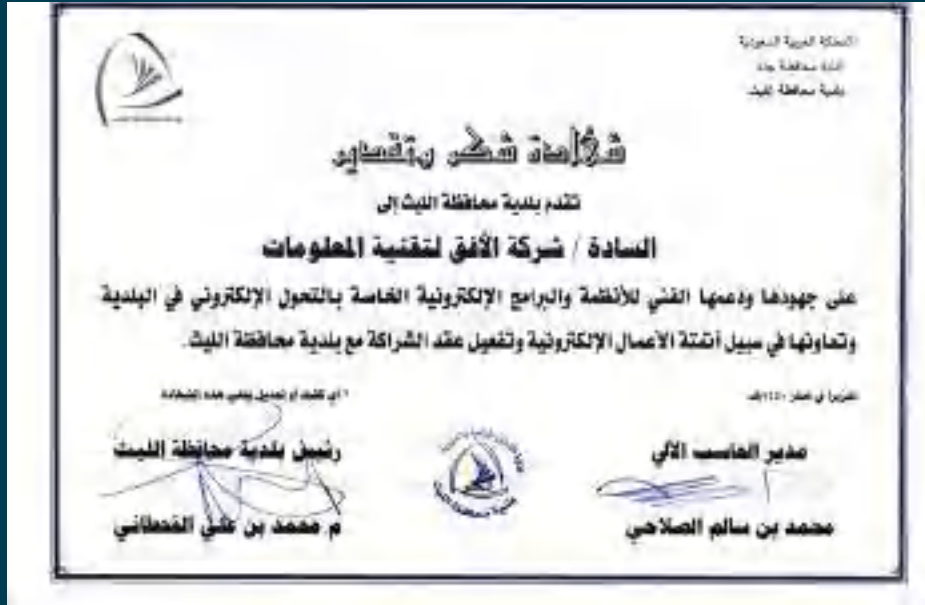 المملكة العربية السعودية
بلدية محافظة الليث
شهادة شكر وتقدير
تتقدم بلدية محافظة الليث إلى
السادة / شركة الأفق لتقنية المعلومات
على جهودها ودعمها الفني للأنظمة والبرامج الإلكترونية الخاصة بالتحول الإلكتروني في البلدية
وتعاونها في سبيل أتمتة الأعمال الإلكترونية وتفعيل عقد الشراكة مع بلدية محافظة الليث.
مدير الحاسب الآلي
رئيس بلدية محافظة الليث
محمد بن سالم الصلاحي
م محمد بن علي القحطاني